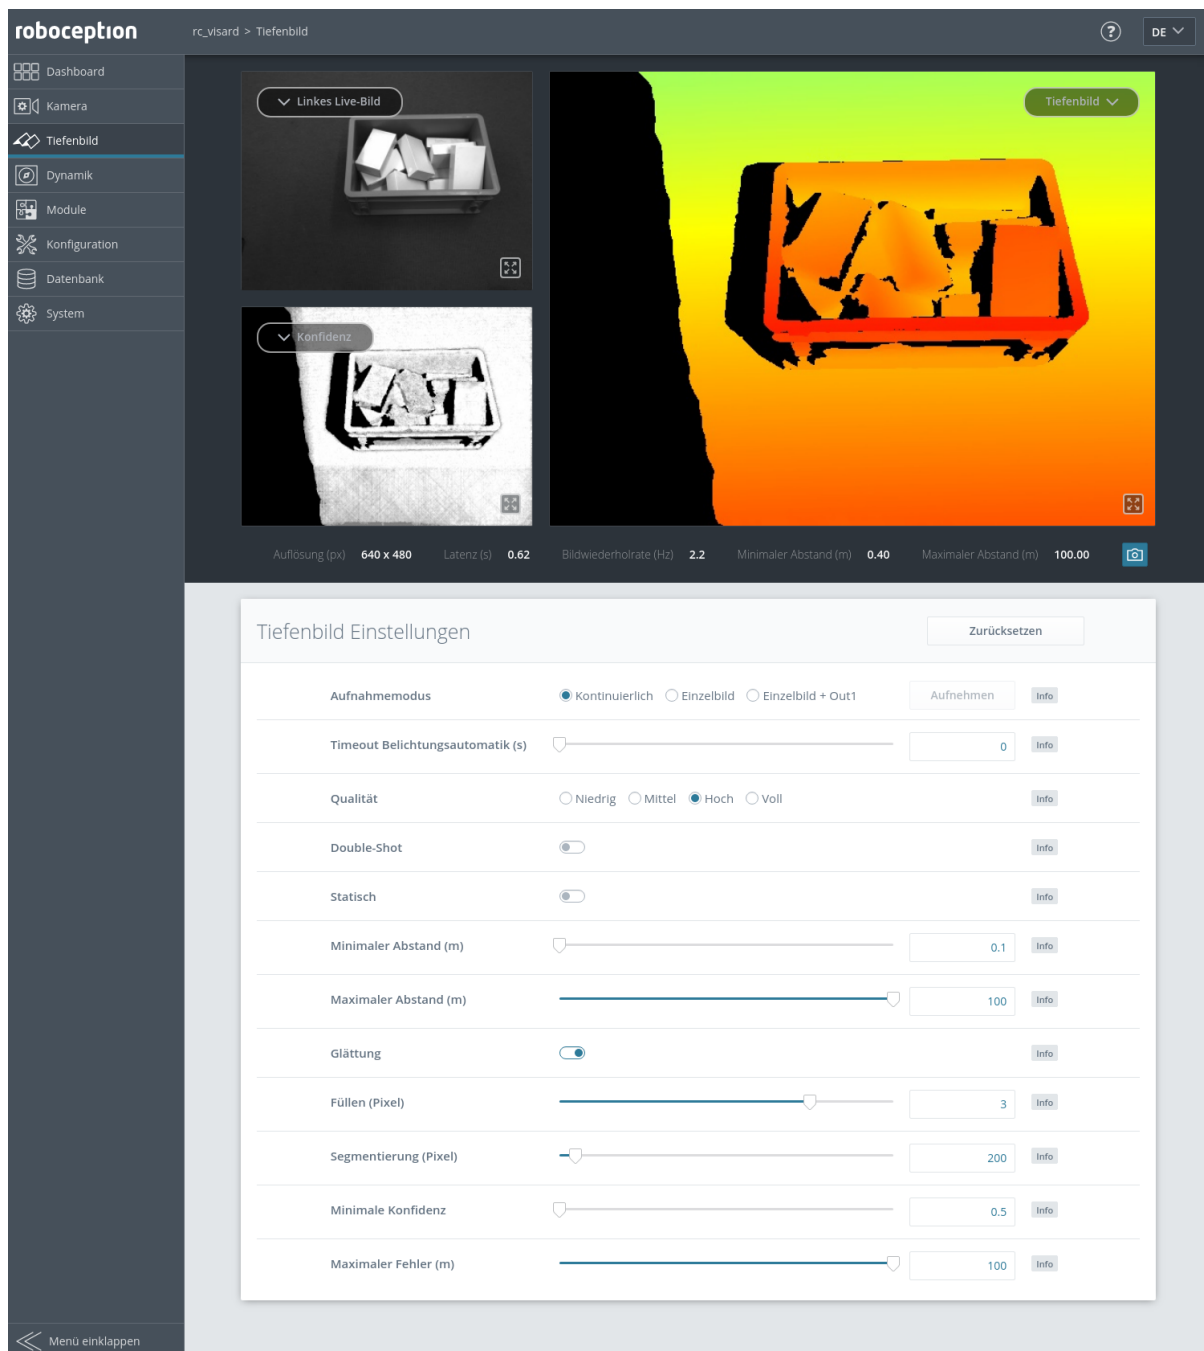 roboception
rc_visard > Tiefenbild
?
DE
Dashboard
Kamera
Tiefenbild
Dynamik
Module
Konfiguration
Datenbank
System
Linkes Live-Bild
Tiefenbild
Konfidenz
Auflösung (px) 640 x 480 Latenz (s) 0.62 Bildwiederholrate (Hz) 2.2 Minimaler Abstand (m) 0.40 Maximaler Abstand (m) 100.00
Tiefenbild Einstellungen Zurücksetzen
Aufnahmemodus Kontinuierlich Einzelbild Einzelbild + Out1 Aufnehmen Info
Timeout Belichtungsautomatik (s) 0 Info
Qualität Niedrig Mittel Hoch Voll Info
Double-Shot Info
Statisch Info
Minimaler Abstand (m) 0.1 Info
Maximaler Abstand (m) 100 Info
Glättung Info
Füllen (Pixel) 3 Info
Segmentierung (Pixel) 200 Info
Minimale Konfidenz 0.5 Info
Maximaler Fehler (m) 100 Info
Menü einklappen